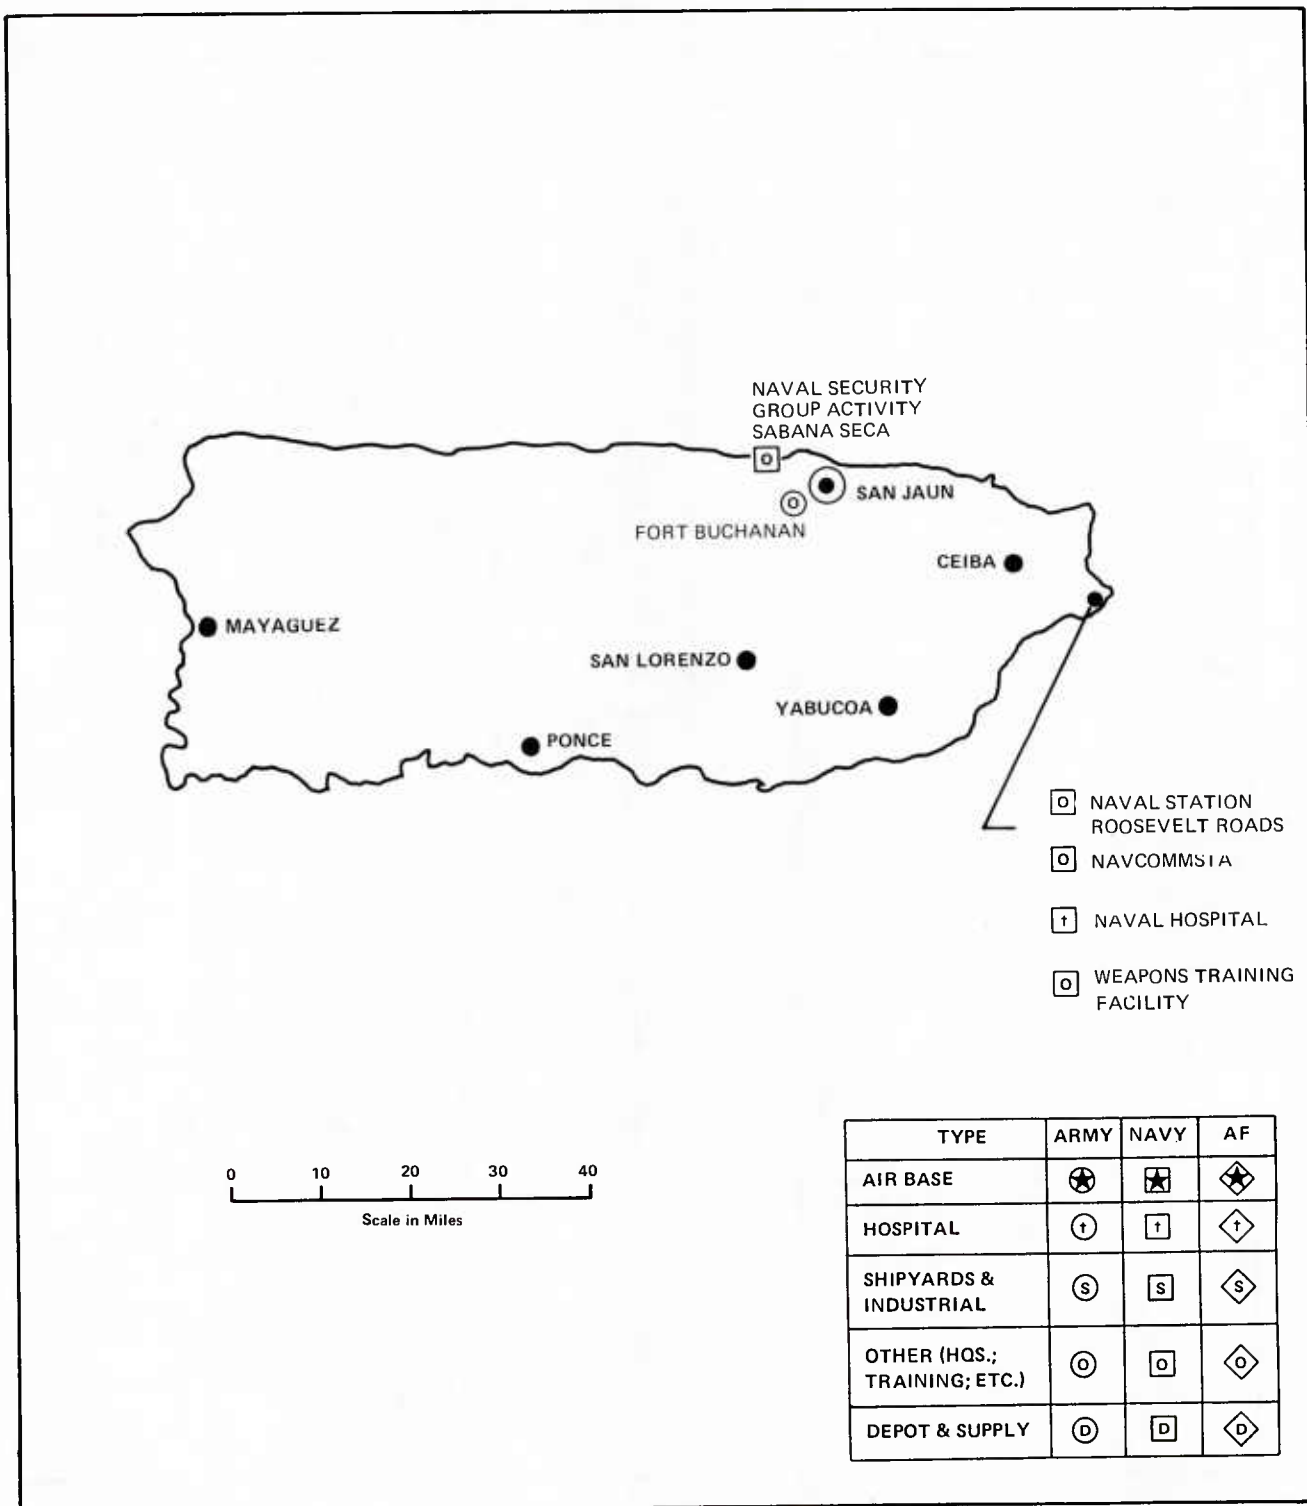 NAVAL SECURITY
GROUP ACTIVITY
SABANA SECA
O
SAN JAUN
O
FORT BUCHANAN
CEIBA
MAYAGUEZ
SAN LORENZO
YABUCOA
PONCE
O NAVAL STATION
ROOSEVELT ROADS
O NAVCOMMSTA
† NAVAL HOSPITAL
O WEAPONS TRAINING
FACILITY
0 10 20 30 40
Scale in Miles
TYPE ARMY NAVY AF
AIR BASE ★ ★ ★
HOSPITAL † † †
SHIPYARDS &
INDUSTRIAL S S S
OTHER (HQS.;
TRAINING; ETC.) O O O
DEPOT & SUPPLY D D D